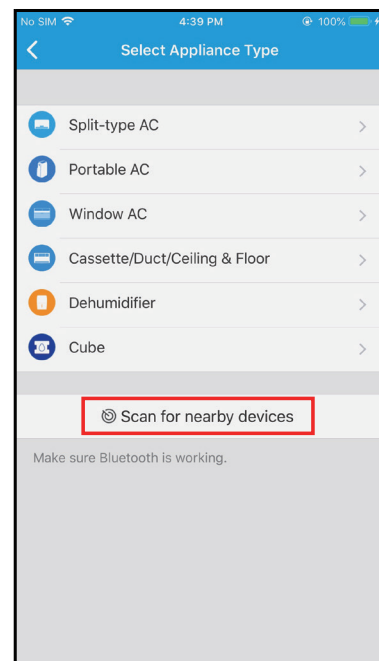 No SIM 4:39 PM 100%
Select Appliance Type
Split-type AC
Portable AC
Window AC
Cassette/Duct/Ceiling & Floor
Dehumidifier
Cube
Scan for nearby devices
Make sure Bluetooth is working.